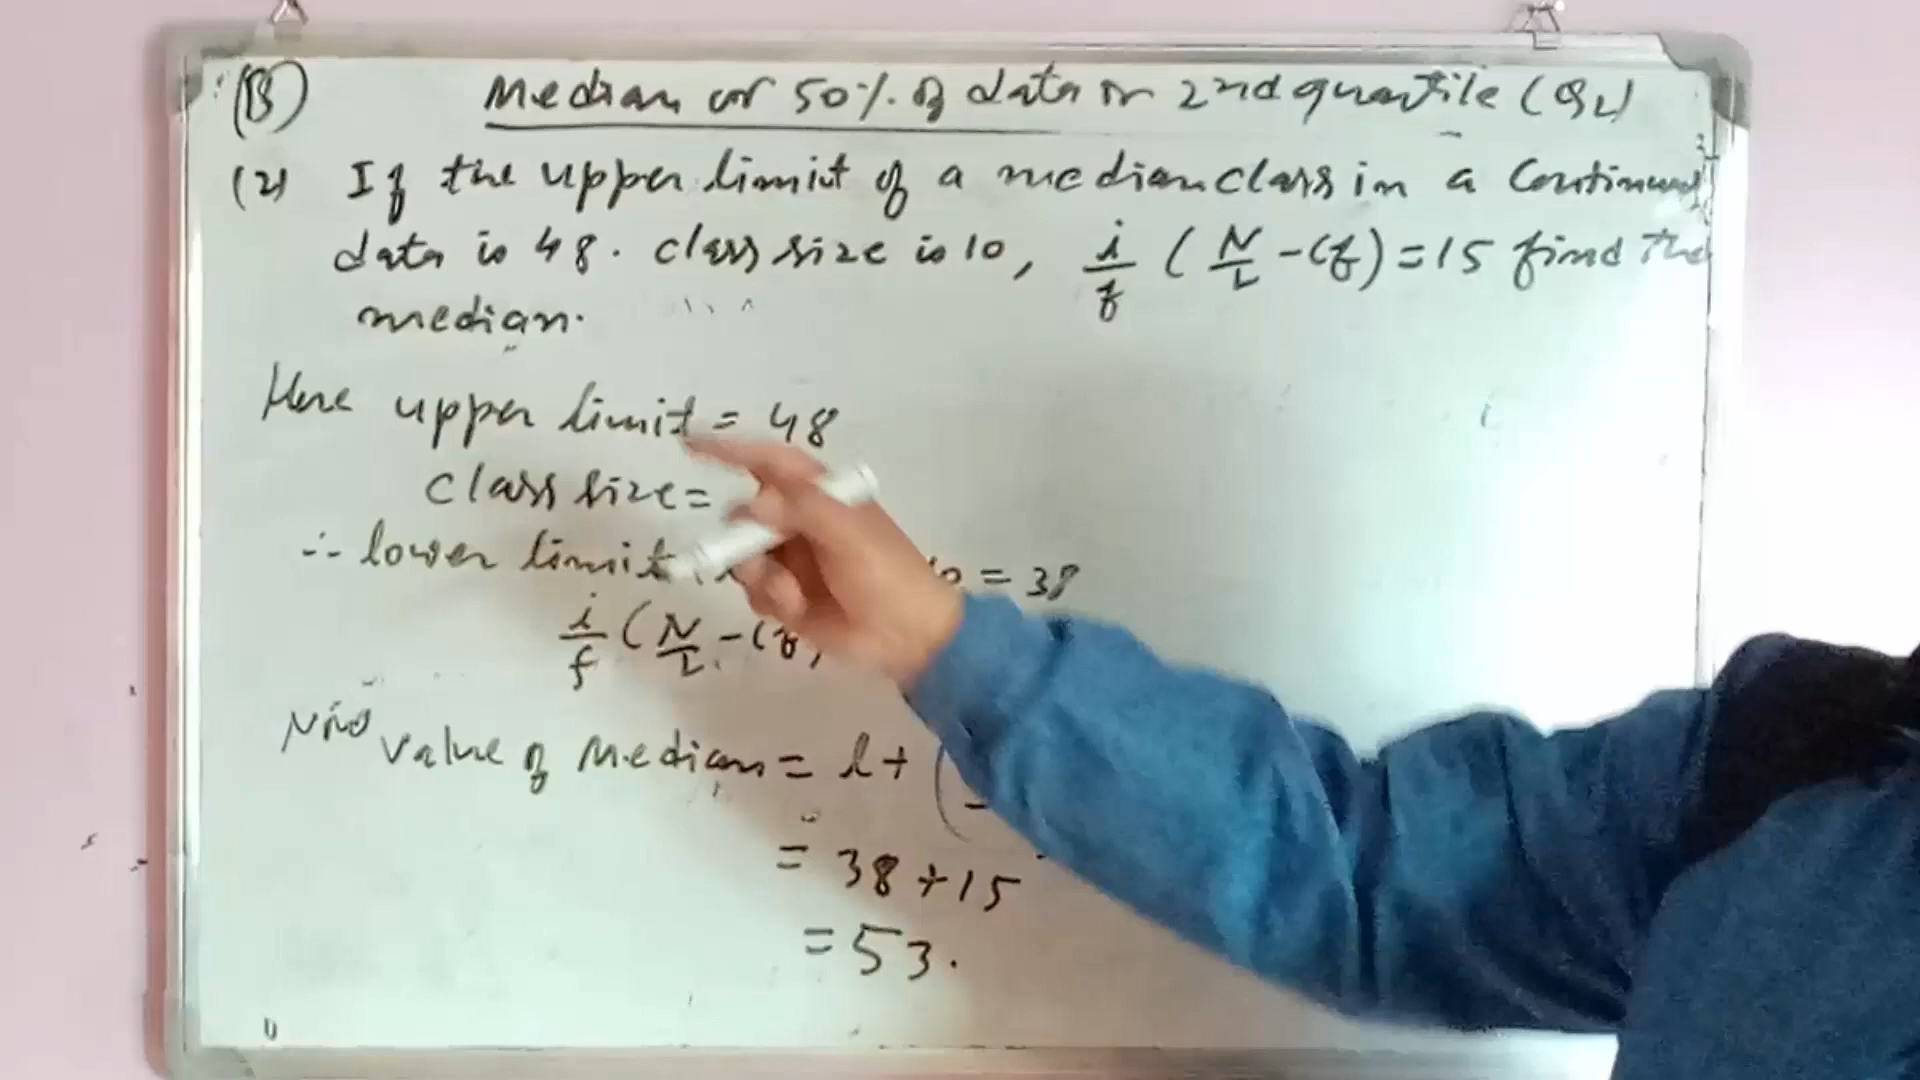 (B) Median or 50% of data or 2nd quartile (Q2)
(2) If the upper limit of a median class in a Continuous
data is 48. class size is 10, i/f (N/2 - cf) = 15 find the
median.
Here upper limit = 48
class size =
∴ lower limit = 38
i/f (N/2 - cf)
Now value of Median = l + (
= 38 + 15
= 53.